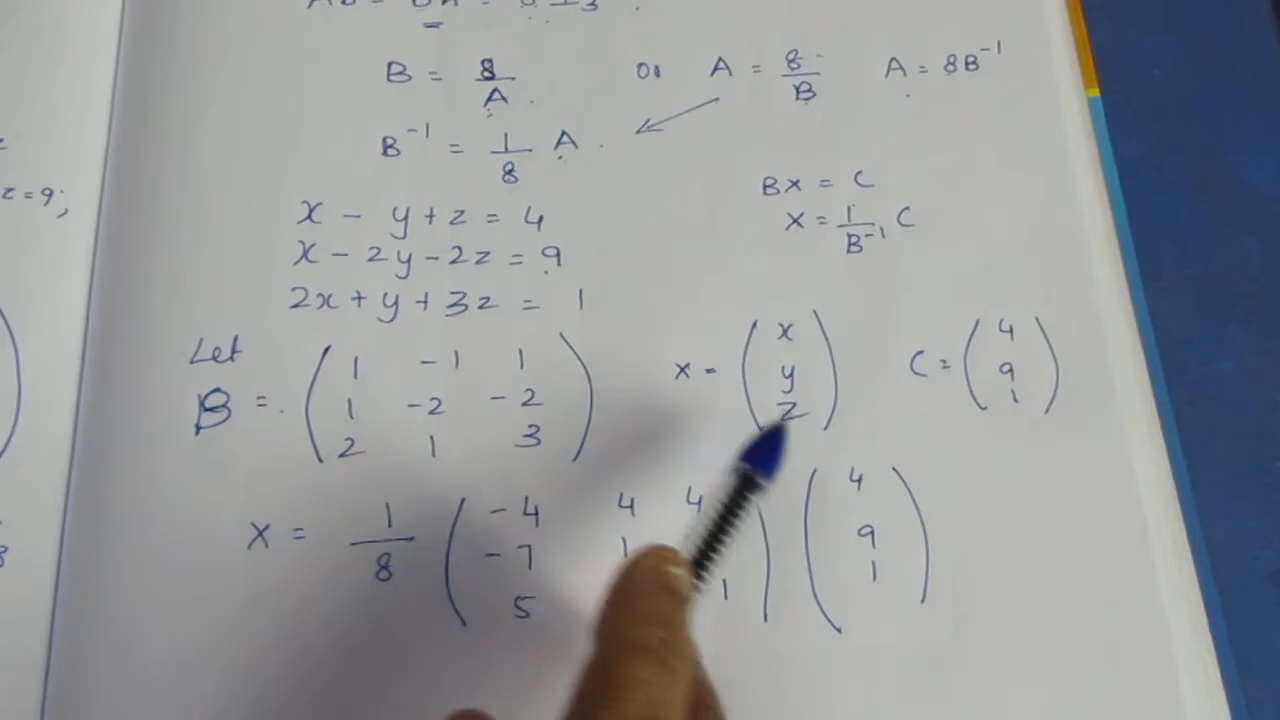 B = 8/A . or A = 8/B A = 8B⁻¹
B⁻¹ = 1/8 A .
z = 9;
BX = C
x - y + z = 4
X = 1/B⁻¹ C
x - 2y - 2z = 9
2x + y + 3z = 1
Let
B = ( 1 -1 1
1 -2 -2
2 1 3 )
X = ( x
y
z )
C = ( 4
9
1 )
X = 1/8 ( -4 4 4
-7 1
5 1 ) ( 4
9
1 )